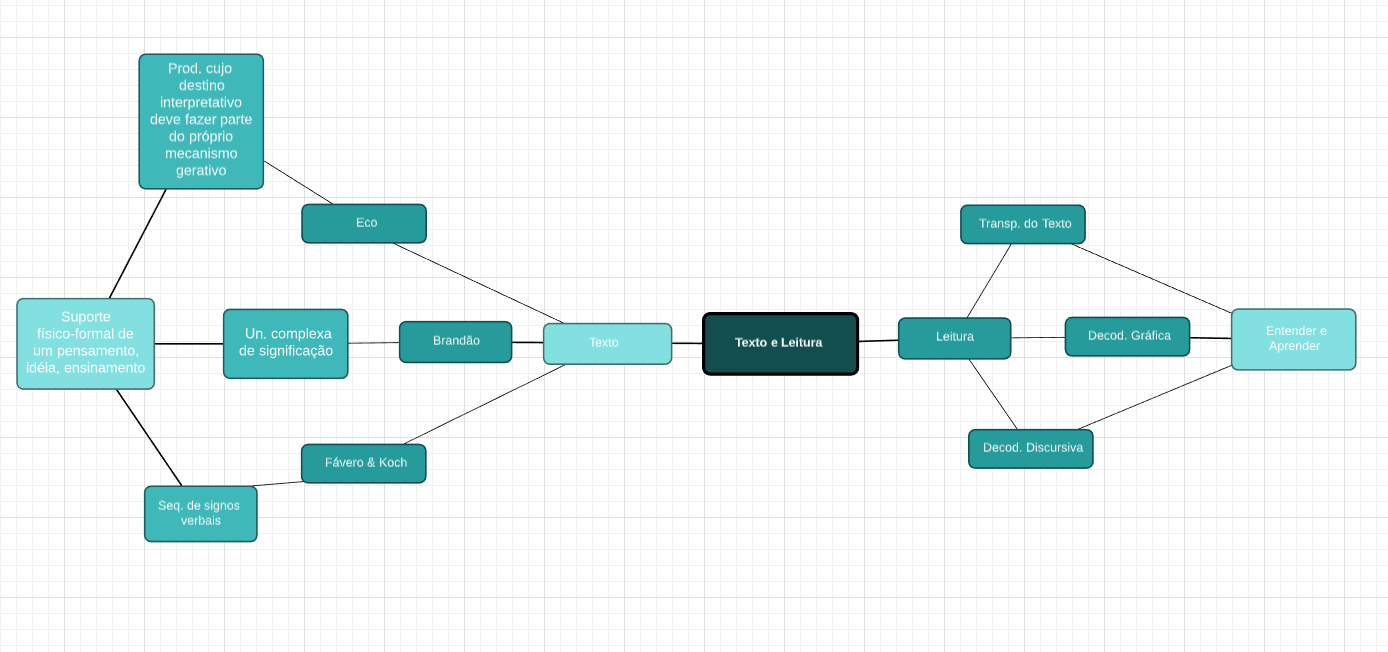 Prod. cujo
destino
interpretativo
deve fazer parte
do próprio
mecanismo
gerativo
Eco
Transp. do Texto
Suporte
físico-formal de
um pensamento,
idéia, ensinamento
Un. complexa
de significação
Brandão
Texto
Texto e Leitura
Leitura
Decod. Gráfica
Entender e
Aprender
Fávero & Koch
Decod. Discursiva
Seq. de signos
verbais